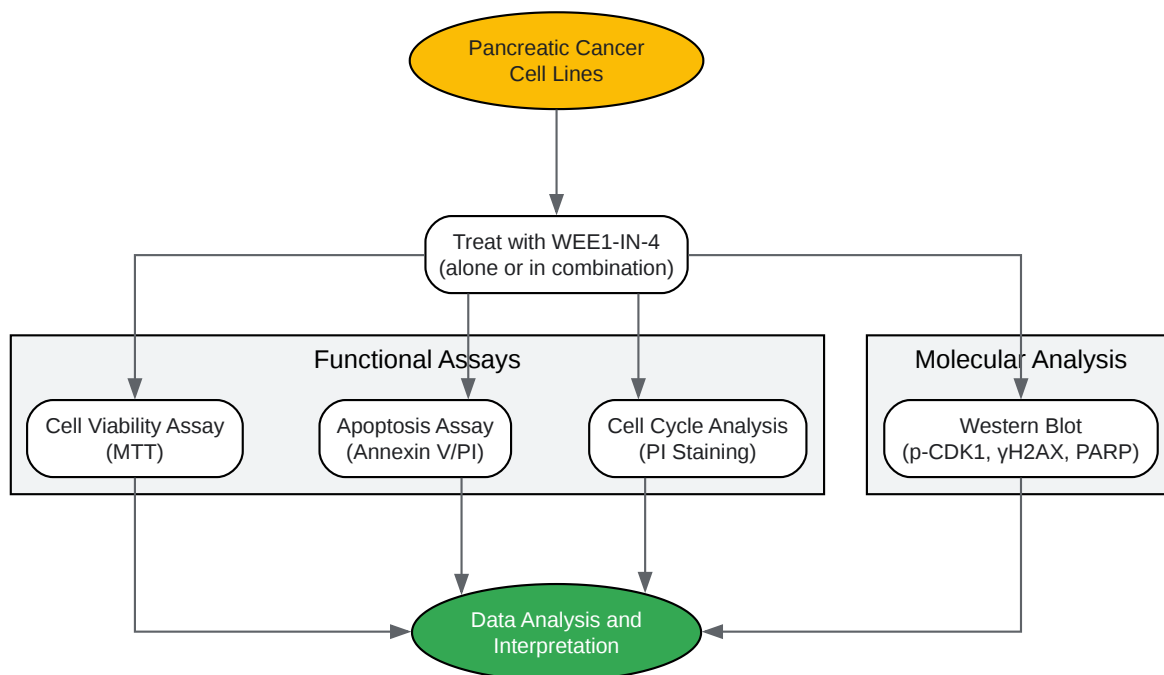 Pancreatic Cancer
Cell Lines
Treat with WEE1-IN-4
(alone or in combination)
Functional Assays
Molecular Analysis
Cell Viability Assay
(MTT)
Apoptosis Assay
(Annexin V/PI)
Cell Cycle Analysis
(PI Staining)
Western Blot
(p-CDK1, γH2AX, PARP)
Data Analysis and
Interpretation